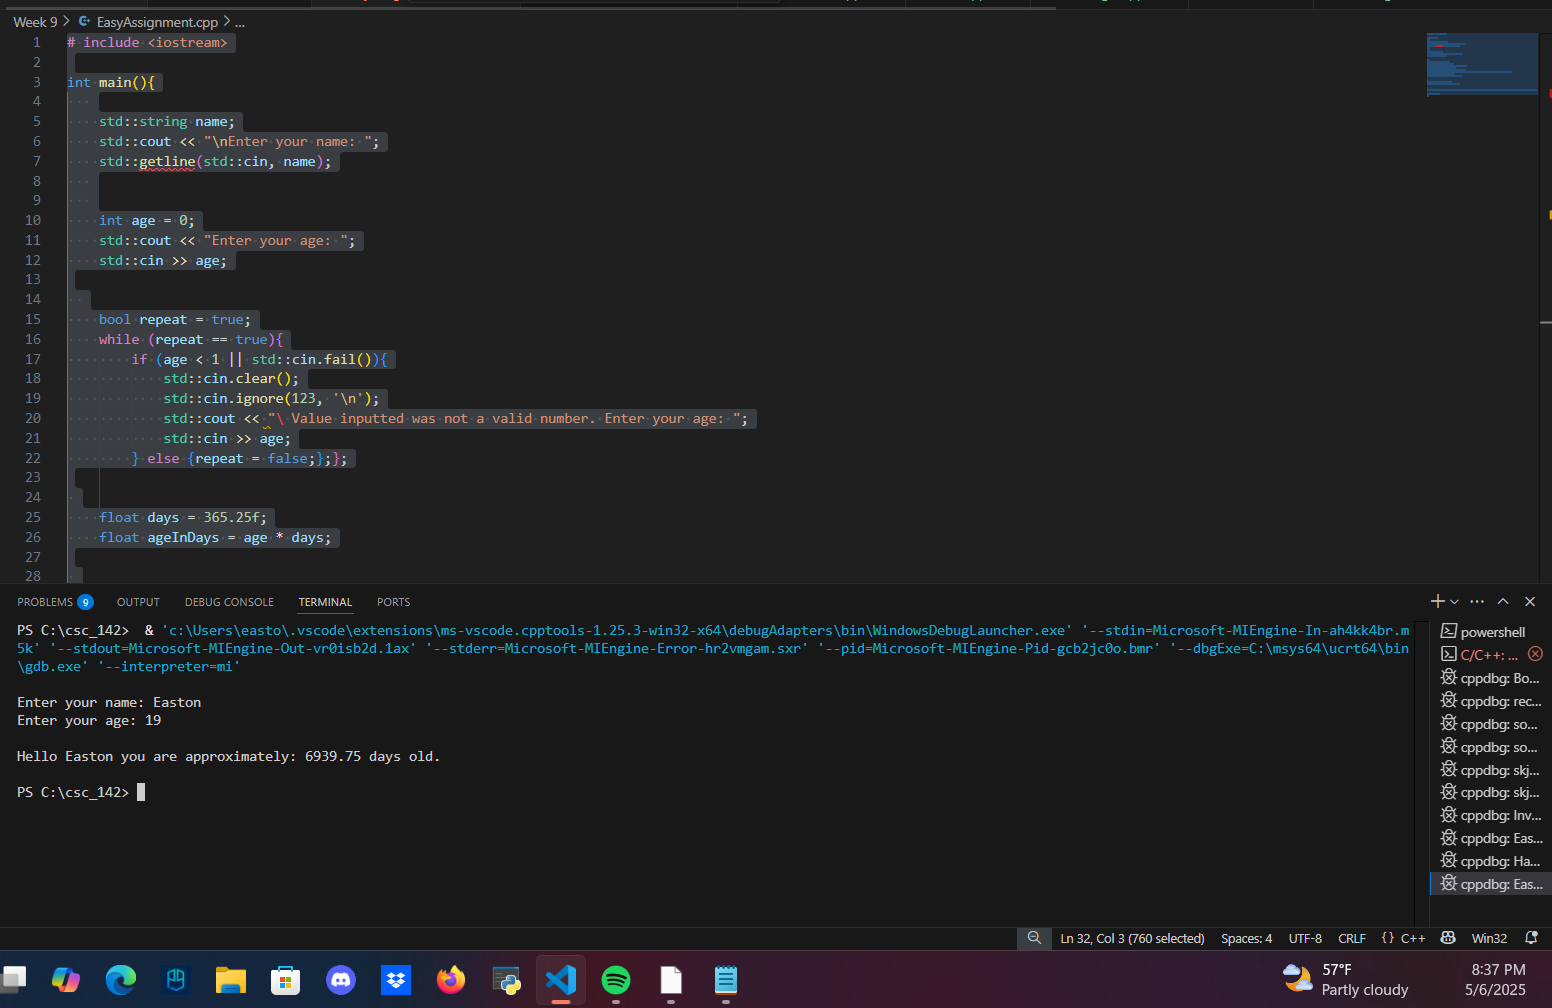 Week 9 > EasyAssignment.cpp > ...
1 # include <iostream>
2
3 int main(){
4
5 std::string name;
6 std::cout << "\nEnter your name: ";
7 std::getline(std::cin, name);
8
9
10 int age = 0;
11 std::cout << "Enter your age: ";
12 std::cin >> age;
13
14
15 bool repeat = true;
16 while (repeat == true){
17 if (age < 1 || std::cin.fail()){
18 std::cin.clear();
19 std::cin.ignore(123, '\n');
20 std::cout << "\ Value inputted was not a valid number. Enter your age: ";
21 std::cin >> age;
22 } else {repeat = false;};};
23
24
25 float days = 365.25f;
26 float ageInDays = age * days;
27
28
PROBLEMS 9 OUTPUT DEBUG CONSOLE TERMINAL PORTS
PS C:\csc_142> & 'c:\Users\easto\.vscode\extensions\ms-vscode.cpptools-1.25.3-win32-x64\debugAdapters\bin\WindowsDebugLauncher.exe' '--stdin=Microsoft-MIEngine-In-ah4kk4br.m
5k' '--stdout=Microsoft-MIEngine-Out-vr0isb2d.1ax' '--stderr=Microsoft-MIEngine-Error-hr2vmgam.sxr' '--pid=Microsoft-MIEngine-Pid-gcb2jc0o.bmr' '--dbgExe=C:\msys64\ucrt64\bin
\gdb.exe' '--interpreter=mi'
Enter your name: Easton
Enter your age: 19
Hello Easton you are approximately: 6939.75 days old.
PS C:\csc_142>
powershell
C/C++: ...
cppdbg: Bo...
cppdbg: rec...
cppdbg: so...
cppdbg: so...
cppdbg: skj...
cppdbg: skj...
cppdbg: Inv...
cppdbg: Eas...
cppdbg: Ha...
cppdbg: Eas...
Ln 32, Col 3 (760 selected) Spaces: 4 UTF-8 CRLF {} C++ Win32
57°F
Partly cloudy
8:37 PM
5/6/2025